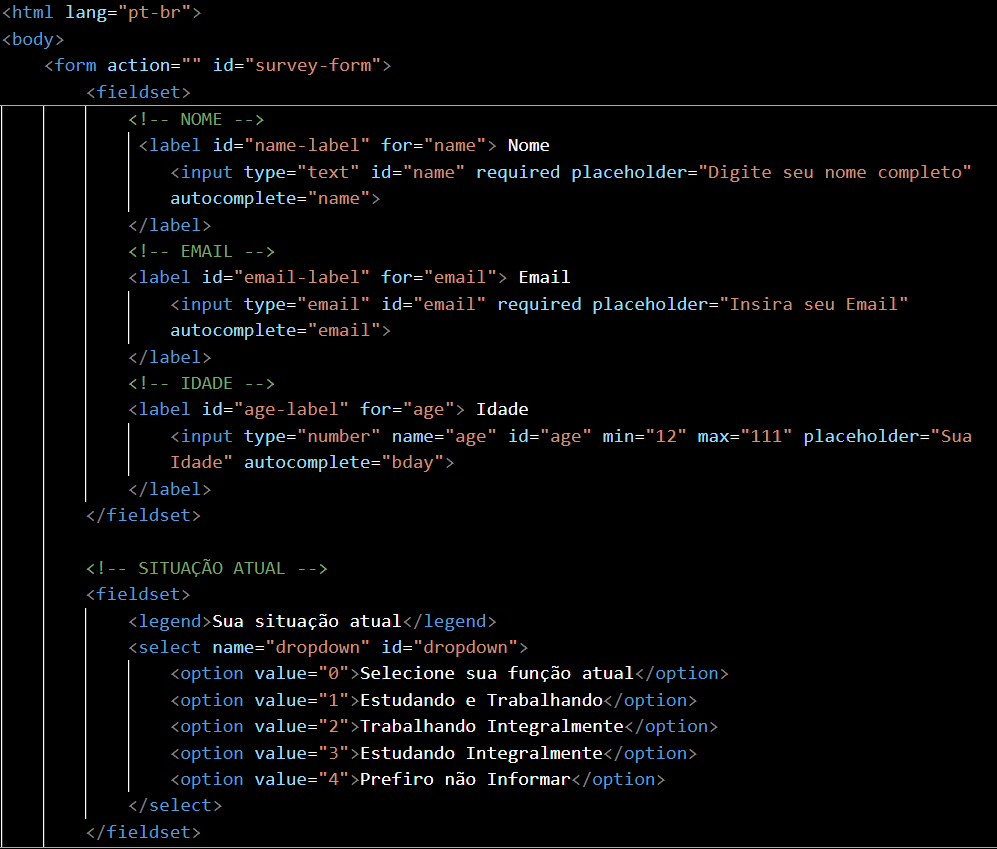 <html lang="pt-br">
<body>
<form action="" id="survey-form">
<fieldset>
<!-- NOME -->
<label id="name-label" for="name"> Nome
<input type="text" id="name" required placeholder="Digite seu nome completo"
autocomplete="name">
</label>
<!-- EMAIL -->
<label id="email-label" for="email"> Email
<input type="email" id="email" required placeholder="Insira seu Email"
autocomplete="email">
</label>
<!-- IDADE -->
<label id="age-label" for="age"> Idade
<input type="number" name="age" id="age" min="12" max="111" placeholder="Sua
Idade" autocomplete="bday">
</label>
</fieldset>
<!-- SITUAÇÃO ATUAL -->
<fieldset>
<legend>Sua situação atual</legend>
<select name="dropdown" id="dropdown">
<option value="0">Selecione sua função atual</option>
<option value="1">Estudando e Trabalhando</option>
<option value="2">Trabalhando Integralmente</option>
<option value="3">Estudando Integralmente</option>
<option value="4">Prefiro não Informar</option>
</select>
</fieldset>